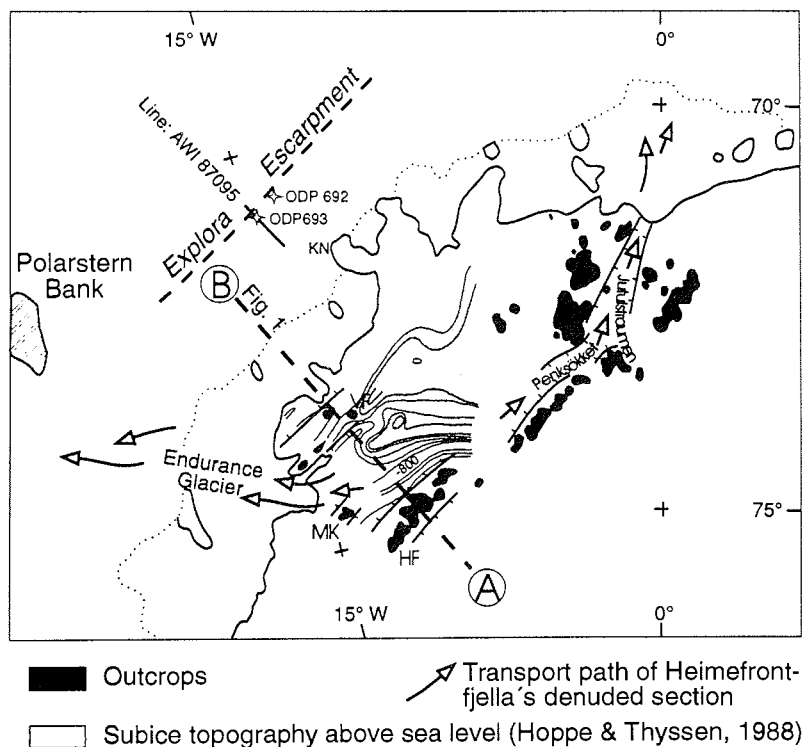 15° W
0°
70°
Line: AWI 87095
Explora Escarpment
ODP 692
ODP693
KN
Polarstern
Bank
B
Fig. 1
VF
Penksökket
Jutulstraumen
Endurance
Glacier
-800
MK
HF
75°
A
15° W
0°
Outcrops
Transport path of Heimefront-
fjella´s denuded section
Subice topography above sea level (Hoppe & Thyssen, 1988)